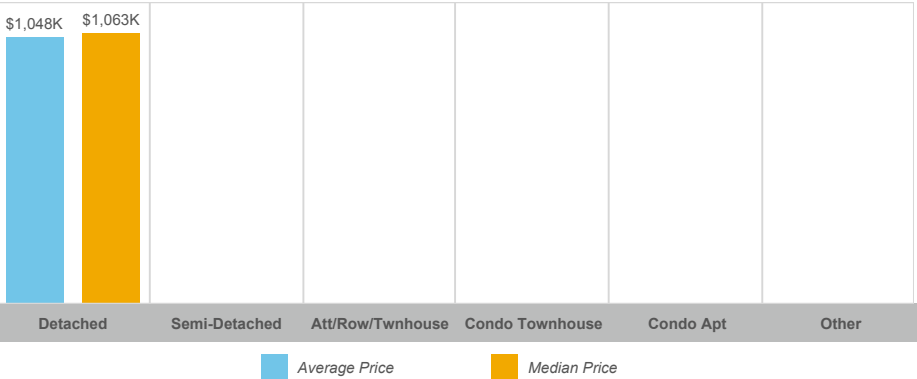 $1,048K $1,063K
Detached Semi-Detached Att/Row/Twnhouse Condo Townhouse Condo Apt Other
Average Price Median Price